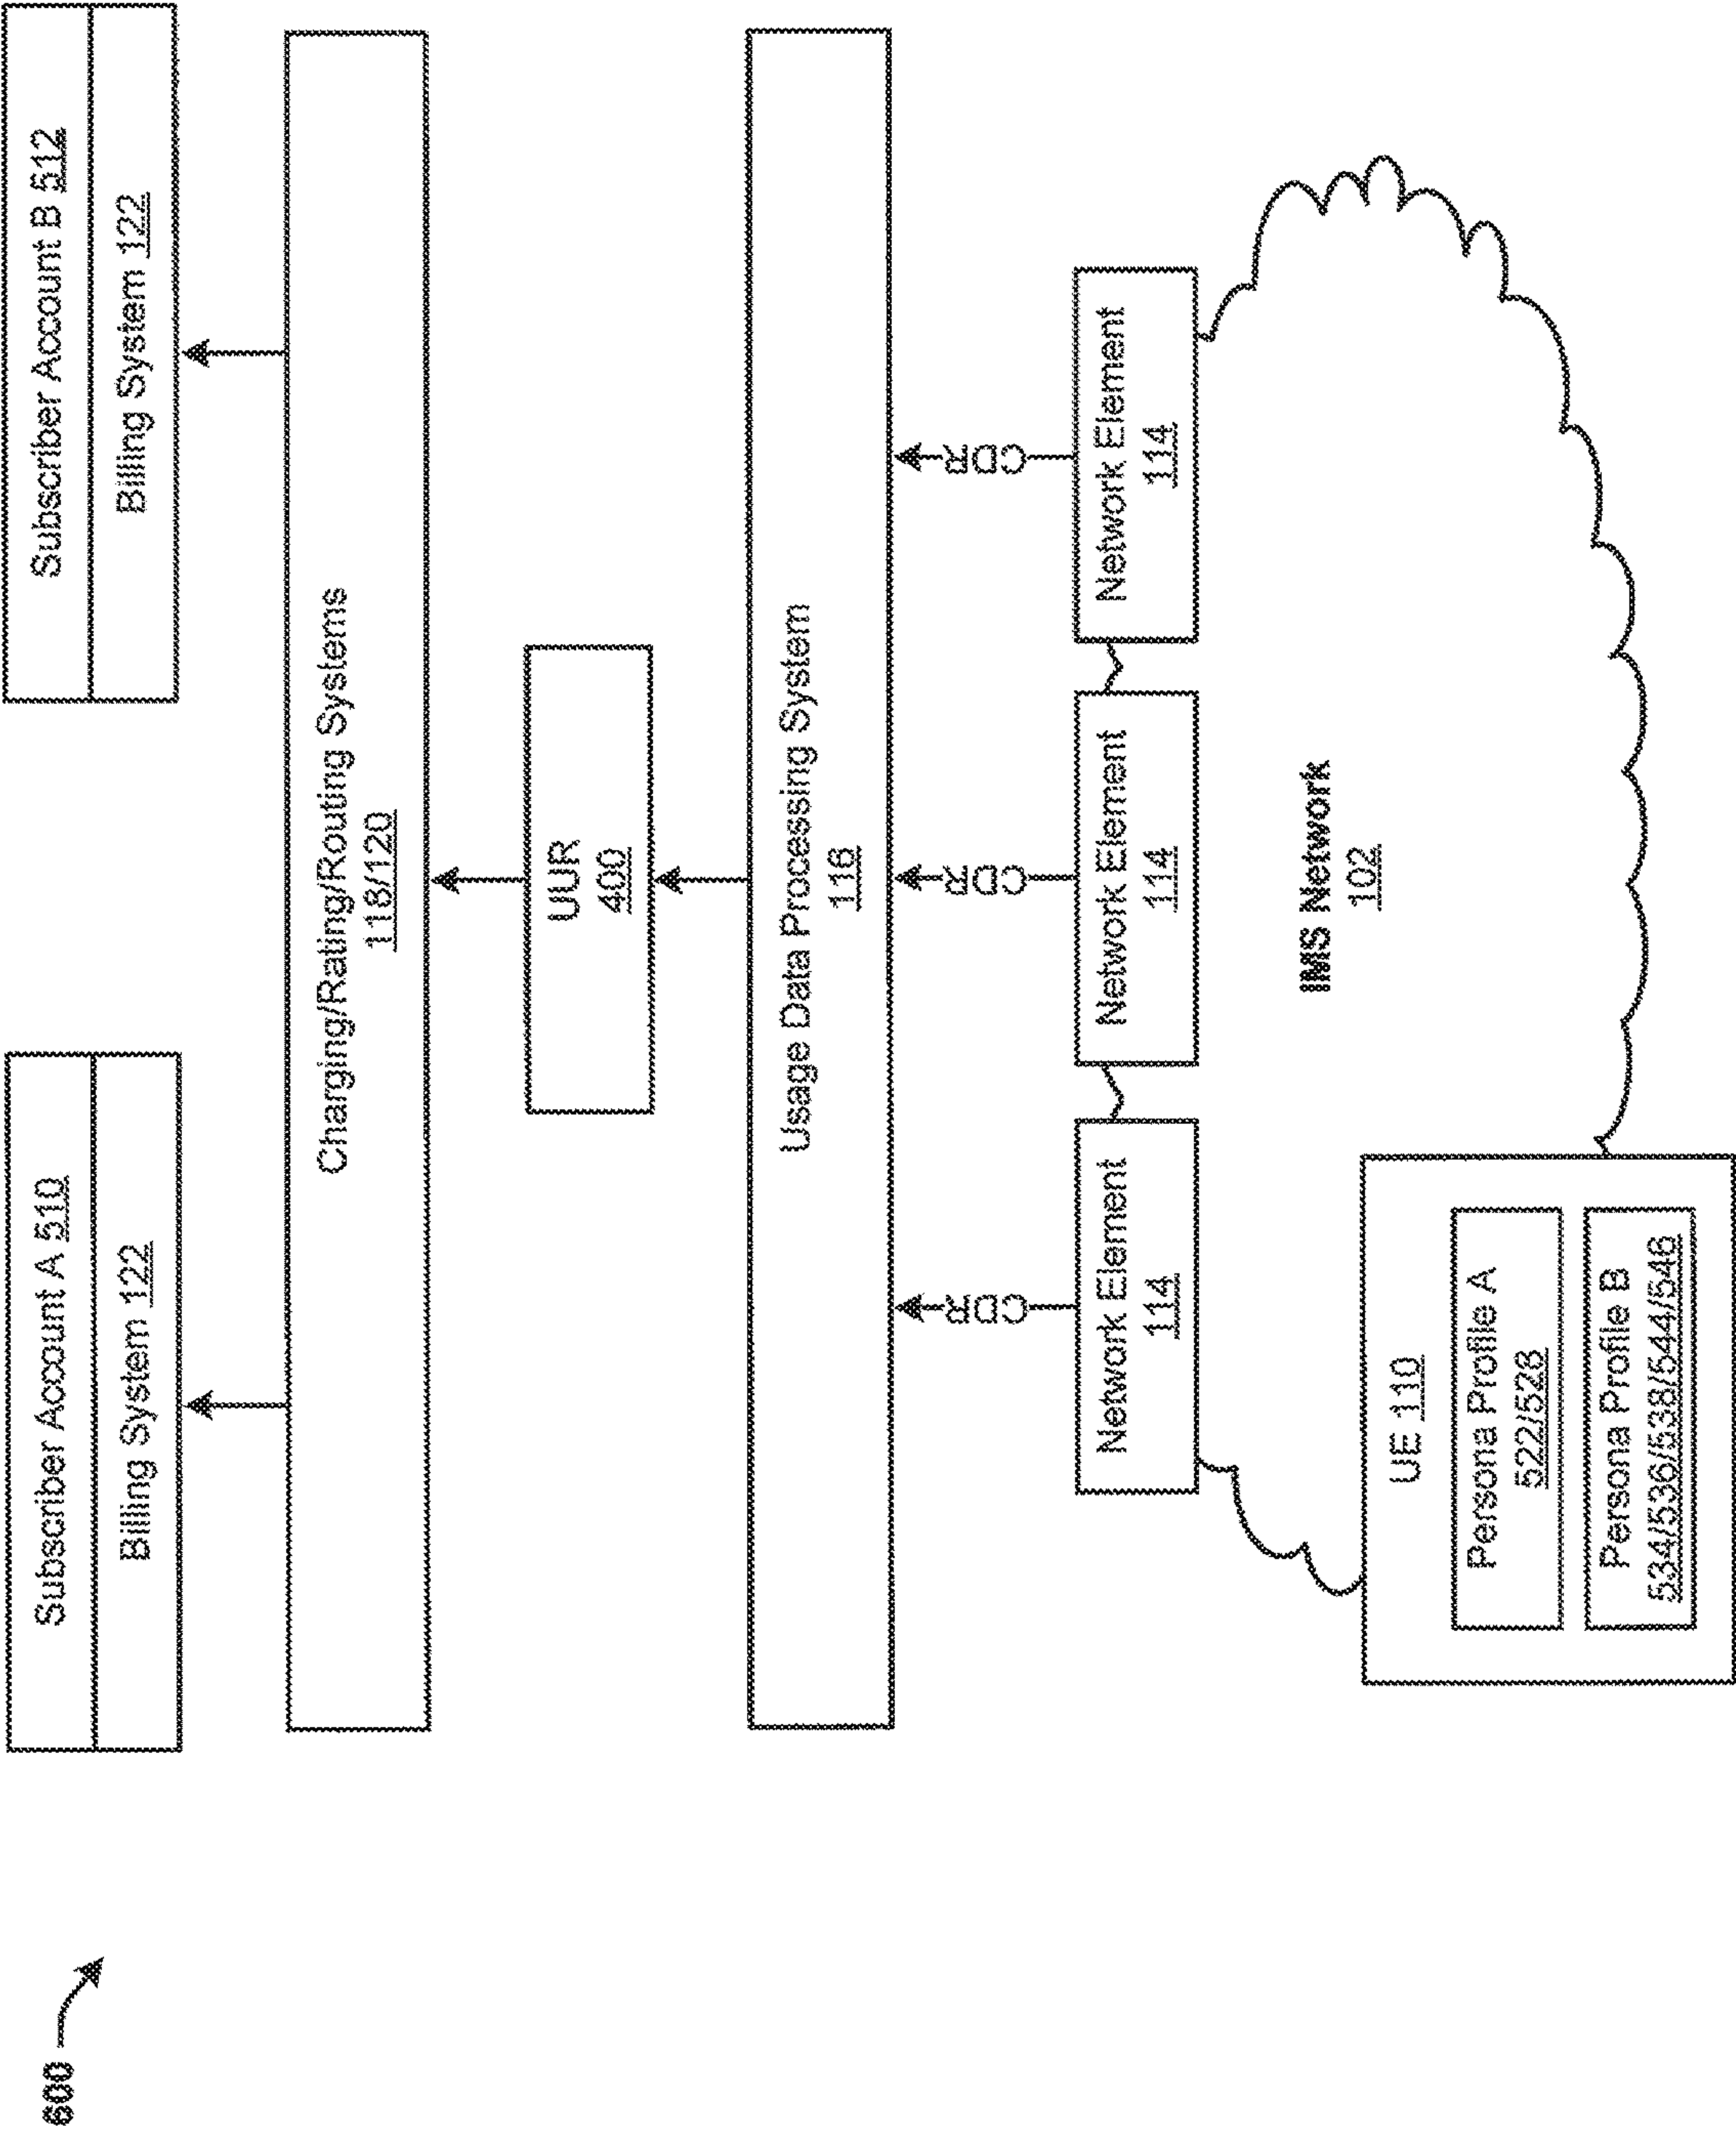 600
Subscriber Account A 510
Billing System 122
Subscriber Account B 512
Billing System 122
Charging/Rating/Routing Systems
118/120
UUR
400
Usage Data Processing System
116
CDR
CDR
CDR
Network Element
114
Network Element
114
Network Element
114
IMS Network
102
UE 110
Persona Profile A
522/528
Persona Profile B
534/536/538/544/546